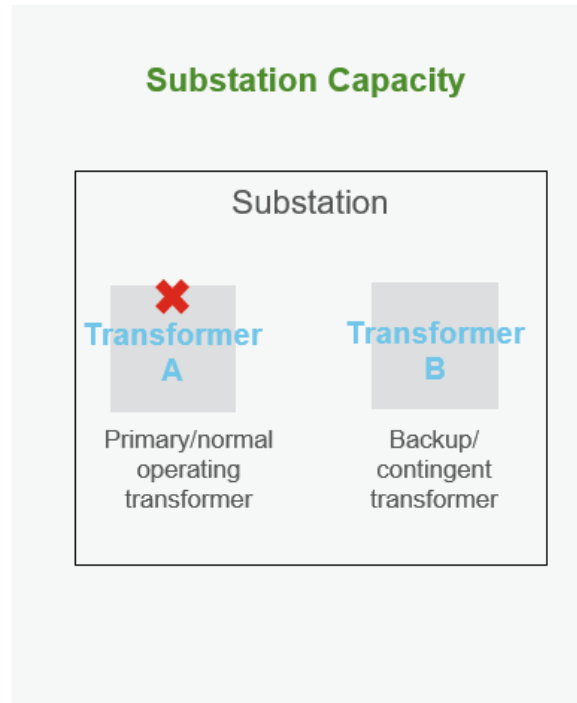 Substation Capacity
Substation
Transformer
A
Primary/normal
operating
transformer
Transformer
B
Backup/
contingent
transformer